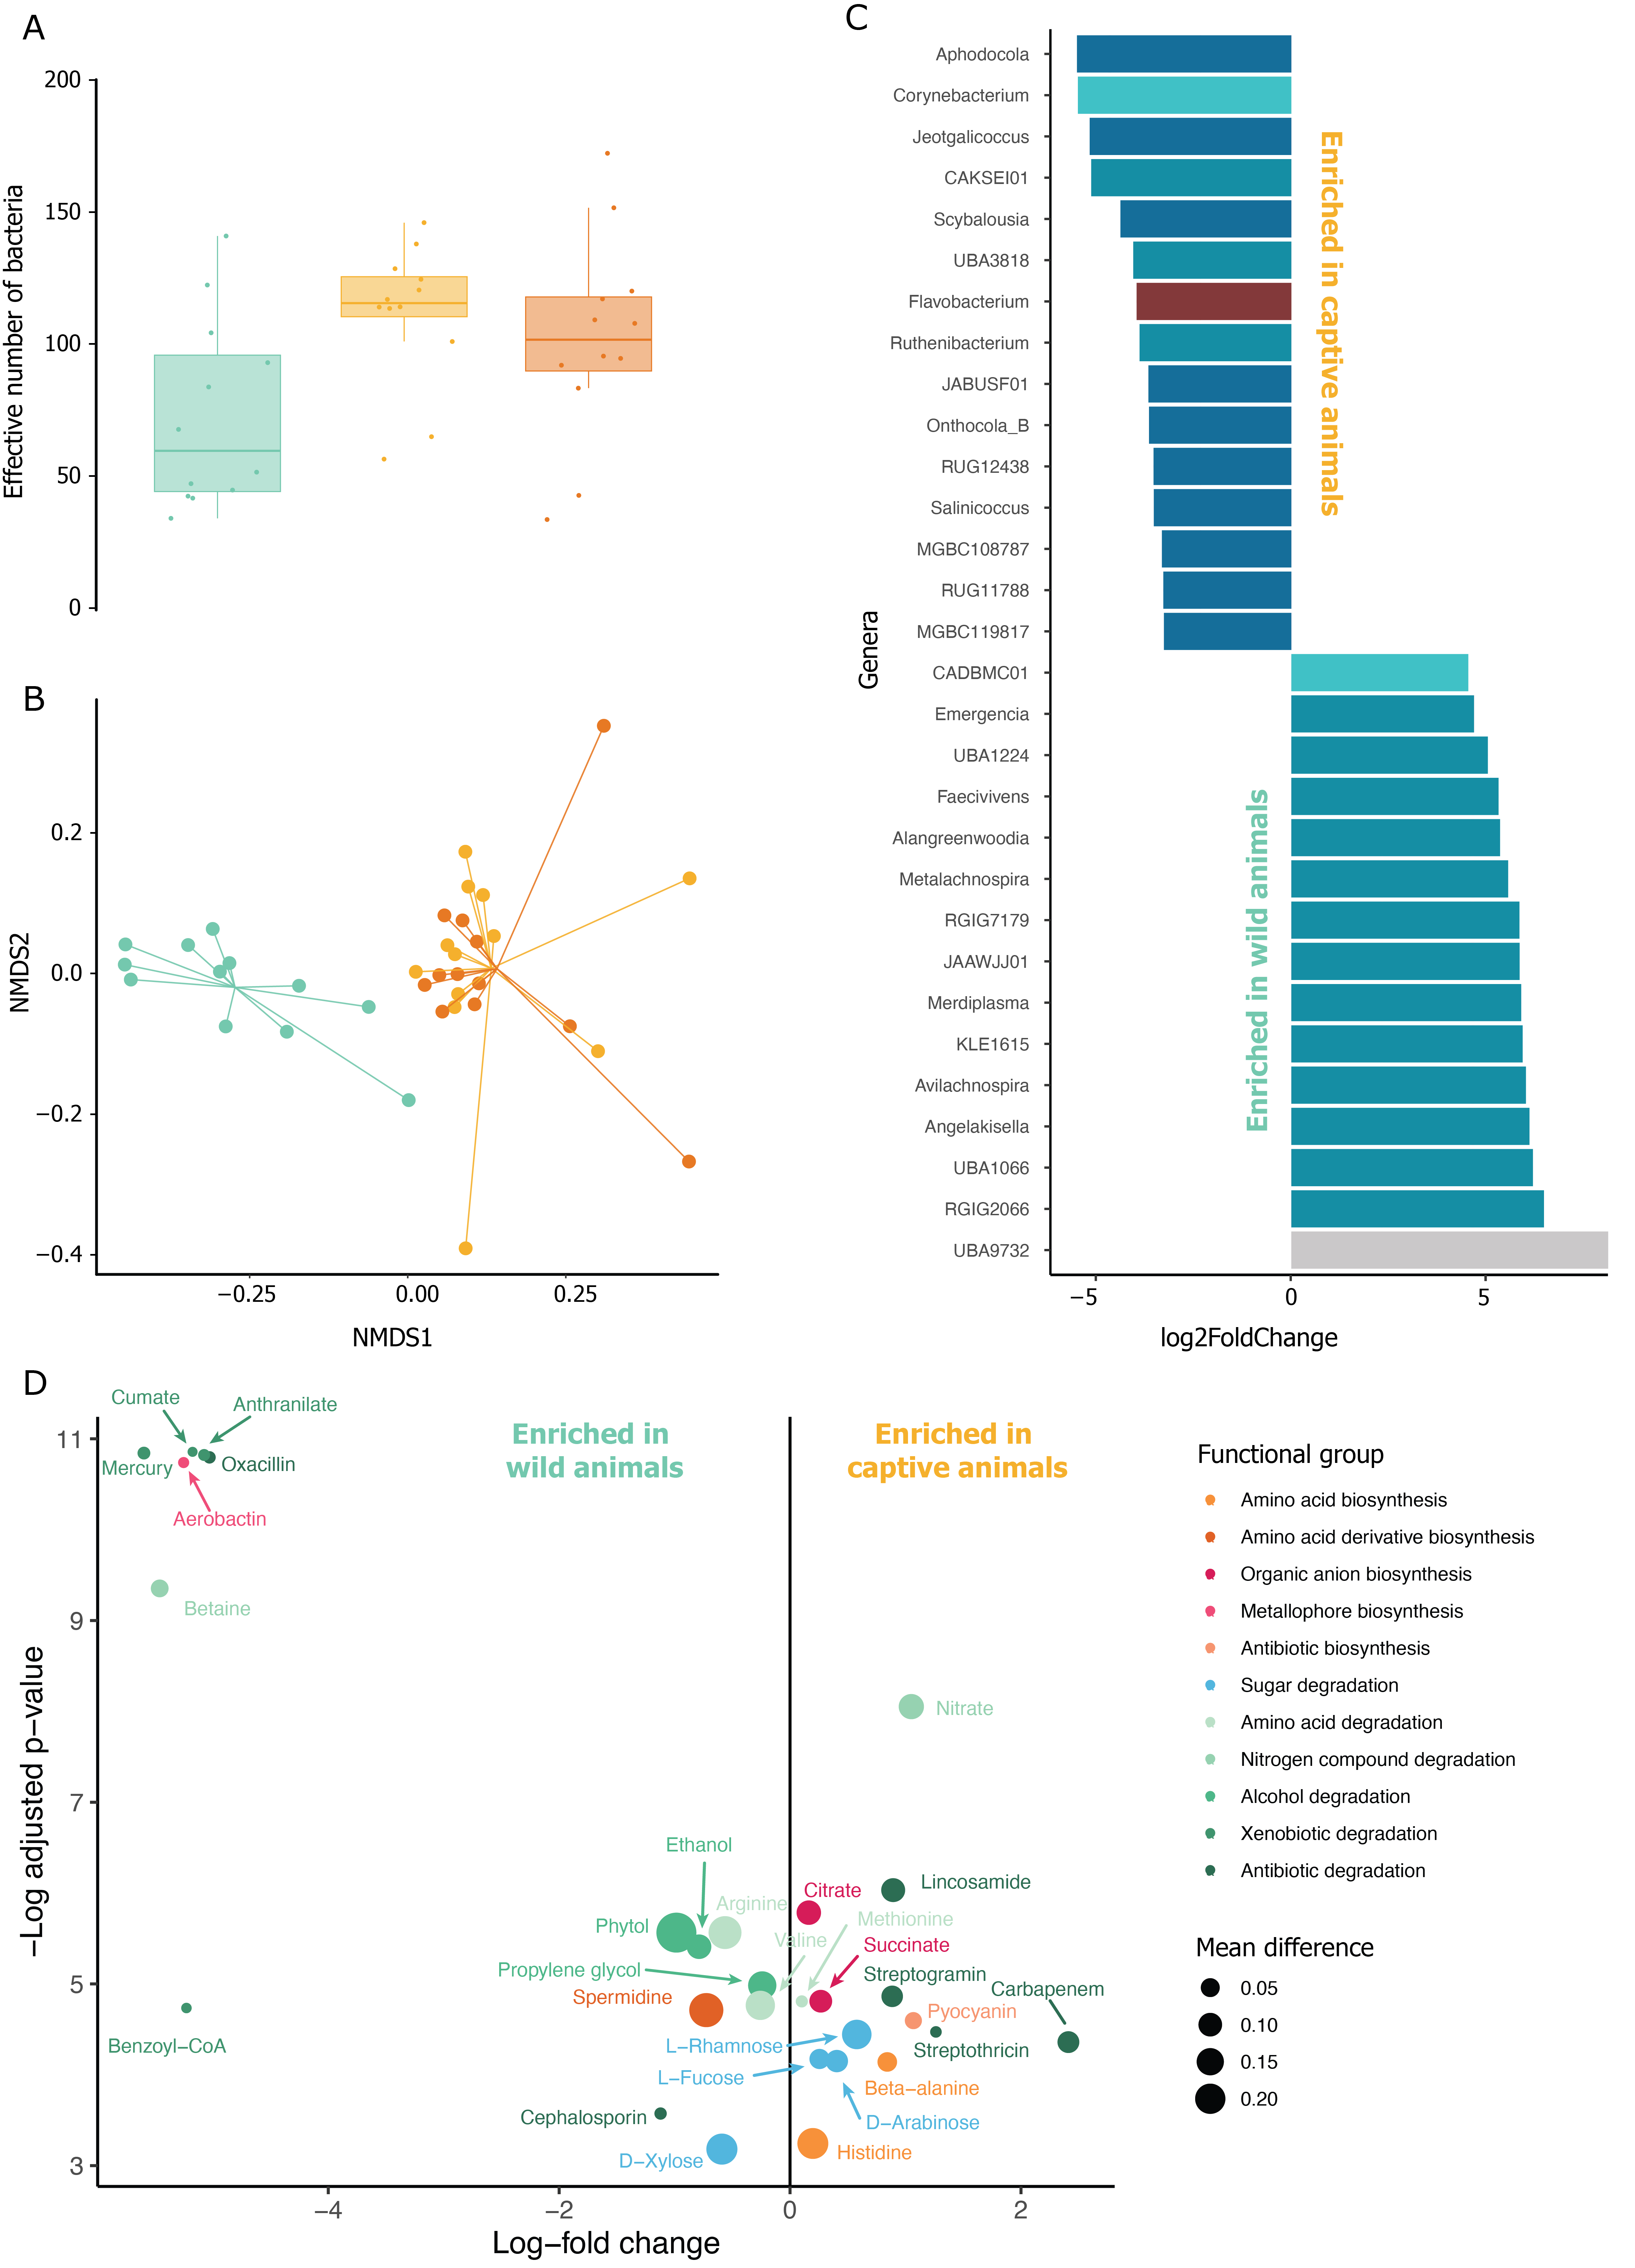 A
Effective number of bacteria
200
150
100
50
0
B
NMDS2
0.2
0.0
−0.2
−0.4
−0.25
0.00
0.25
NMDS1
C
Genera
Aphodocola
Corynebacterium
Jeotgalicoccus
CAKSEI01
Scybalousia
UBA3818
Flavobacterium
Ruthenibacterium
JABUSF01
Onthocola_B
RUG12438
Salinicoccus
MGBC108787
RUG11788
MGBC119817
CADBMC01
Emergencia
UBA1224
Faecivivens
Alangreenwoodia
Metalachnospira
RGIG7179
JAAWJJ01
Merdiplasma
KLE1615
Avilachnospira
Angelakisella
UBA1066
RGIG2066
UBA9732
Enriched in captive animals
Enriched in wild animals
−5
0
5
log2FoldChange
D
−Log adjusted p−value
11
9
7
5
3
Cumate
Anthranilate
Mercury
Oxacillin
Aerobactin
Betaine
Benzoyl−CoA
Enriched in
wild animals
Enriched in
captive animals
Nitrate
Ethanol
Arginine
Phytol
Citrate
Lincosamide
Methionine
Valine
Succinate
Propylene glycol
Streptogramin
Carbapenem
Spermidine
Pyocyanin
L−Rhamnose
Streptothricin
L−Fucose
Beta−alanine
Cephalosporin
D−Arabinose
D−Xylose
Histidine
−4
−2
0
2
Log−fold change
Functional group
Amino acid biosynthesis
Amino acid derivative biosynthesis
Organic anion biosynthesis
Metallophore biosynthesis
Antibiotic biosynthesis
Sugar degradation
Amino acid degradation
Nitrogen compound degradation
Alcohol degradation
Xenobiotic degradation
Antibiotic degradation
Mean difference
0.05
0.10
0.15
0.20